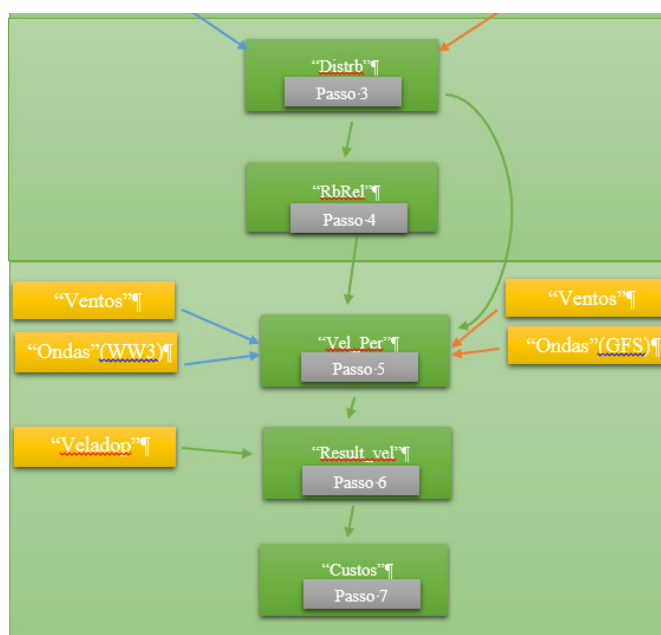 “Distrb”¶
Passo·3
“RbRel”¶
Passo·4
“Ventos”¶
“Ventos”¶
“Ondas”(WW3)¶
“Vel_Per”¶
“Ondas”(GFS)¶
Passo·5
“Veladop”¶
“Result_vel”¶
Passo·6
“Custos”¶
Passo·7